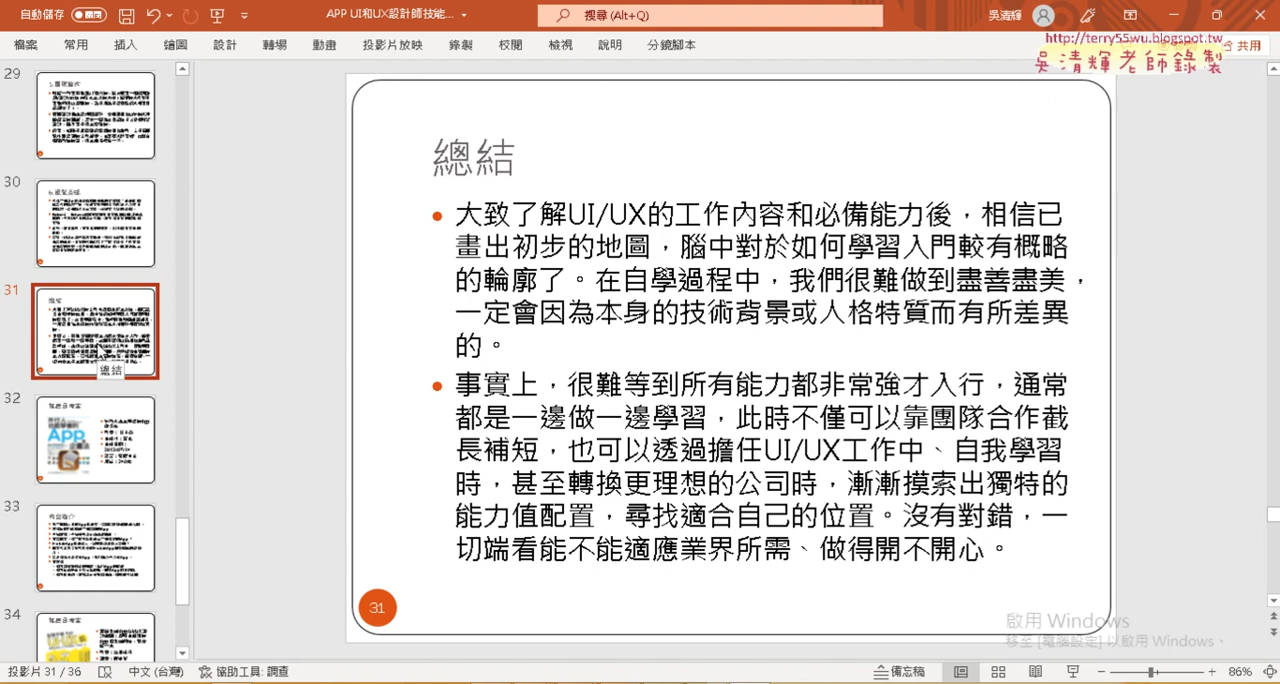 自動儲存 關閉
APP UI和UX設計師技能...
搜尋 (Alt+Q)
吳清輝
檔案 常用 插入 繪圖 設計 轉場 動畫 投影片放映 錄製 校閱 檢視 說明 分鏡腳本
共用
http://terry55wu.blogspot.tw
吳清輝老師錄製
29
30
31
總結
32
App
33
34
總結
大致了解UI/UX的工作內容和必備能力後，相信已
畫出初步的地圖，腦中對於如何學習入門較有概略
的輪廓了。在自學過程中，我們很難做到盡善盡美，
一定會因為本身的技術背景或人格特質而有所差異
的。
事實上，很難等到所有能力都非常強才入行，通常
都是一邊做一邊學習，此時不僅可以靠團隊合作截
長補短，也可以透過擔任UI/UX工作中、自我學習
時，甚至轉換更理想的公司時，漸漸摸索出獨特的
能力值配置，尋找適合自己的位置。沒有對錯，一
切端看能不能適應業界所需、做得開不開心。
31
啟用 Windows
移至 [電腦設定] 以啟用 Windows。
投影片 31 / 36 中文 (台灣) 協助工具: 調查
備忘稿
86%